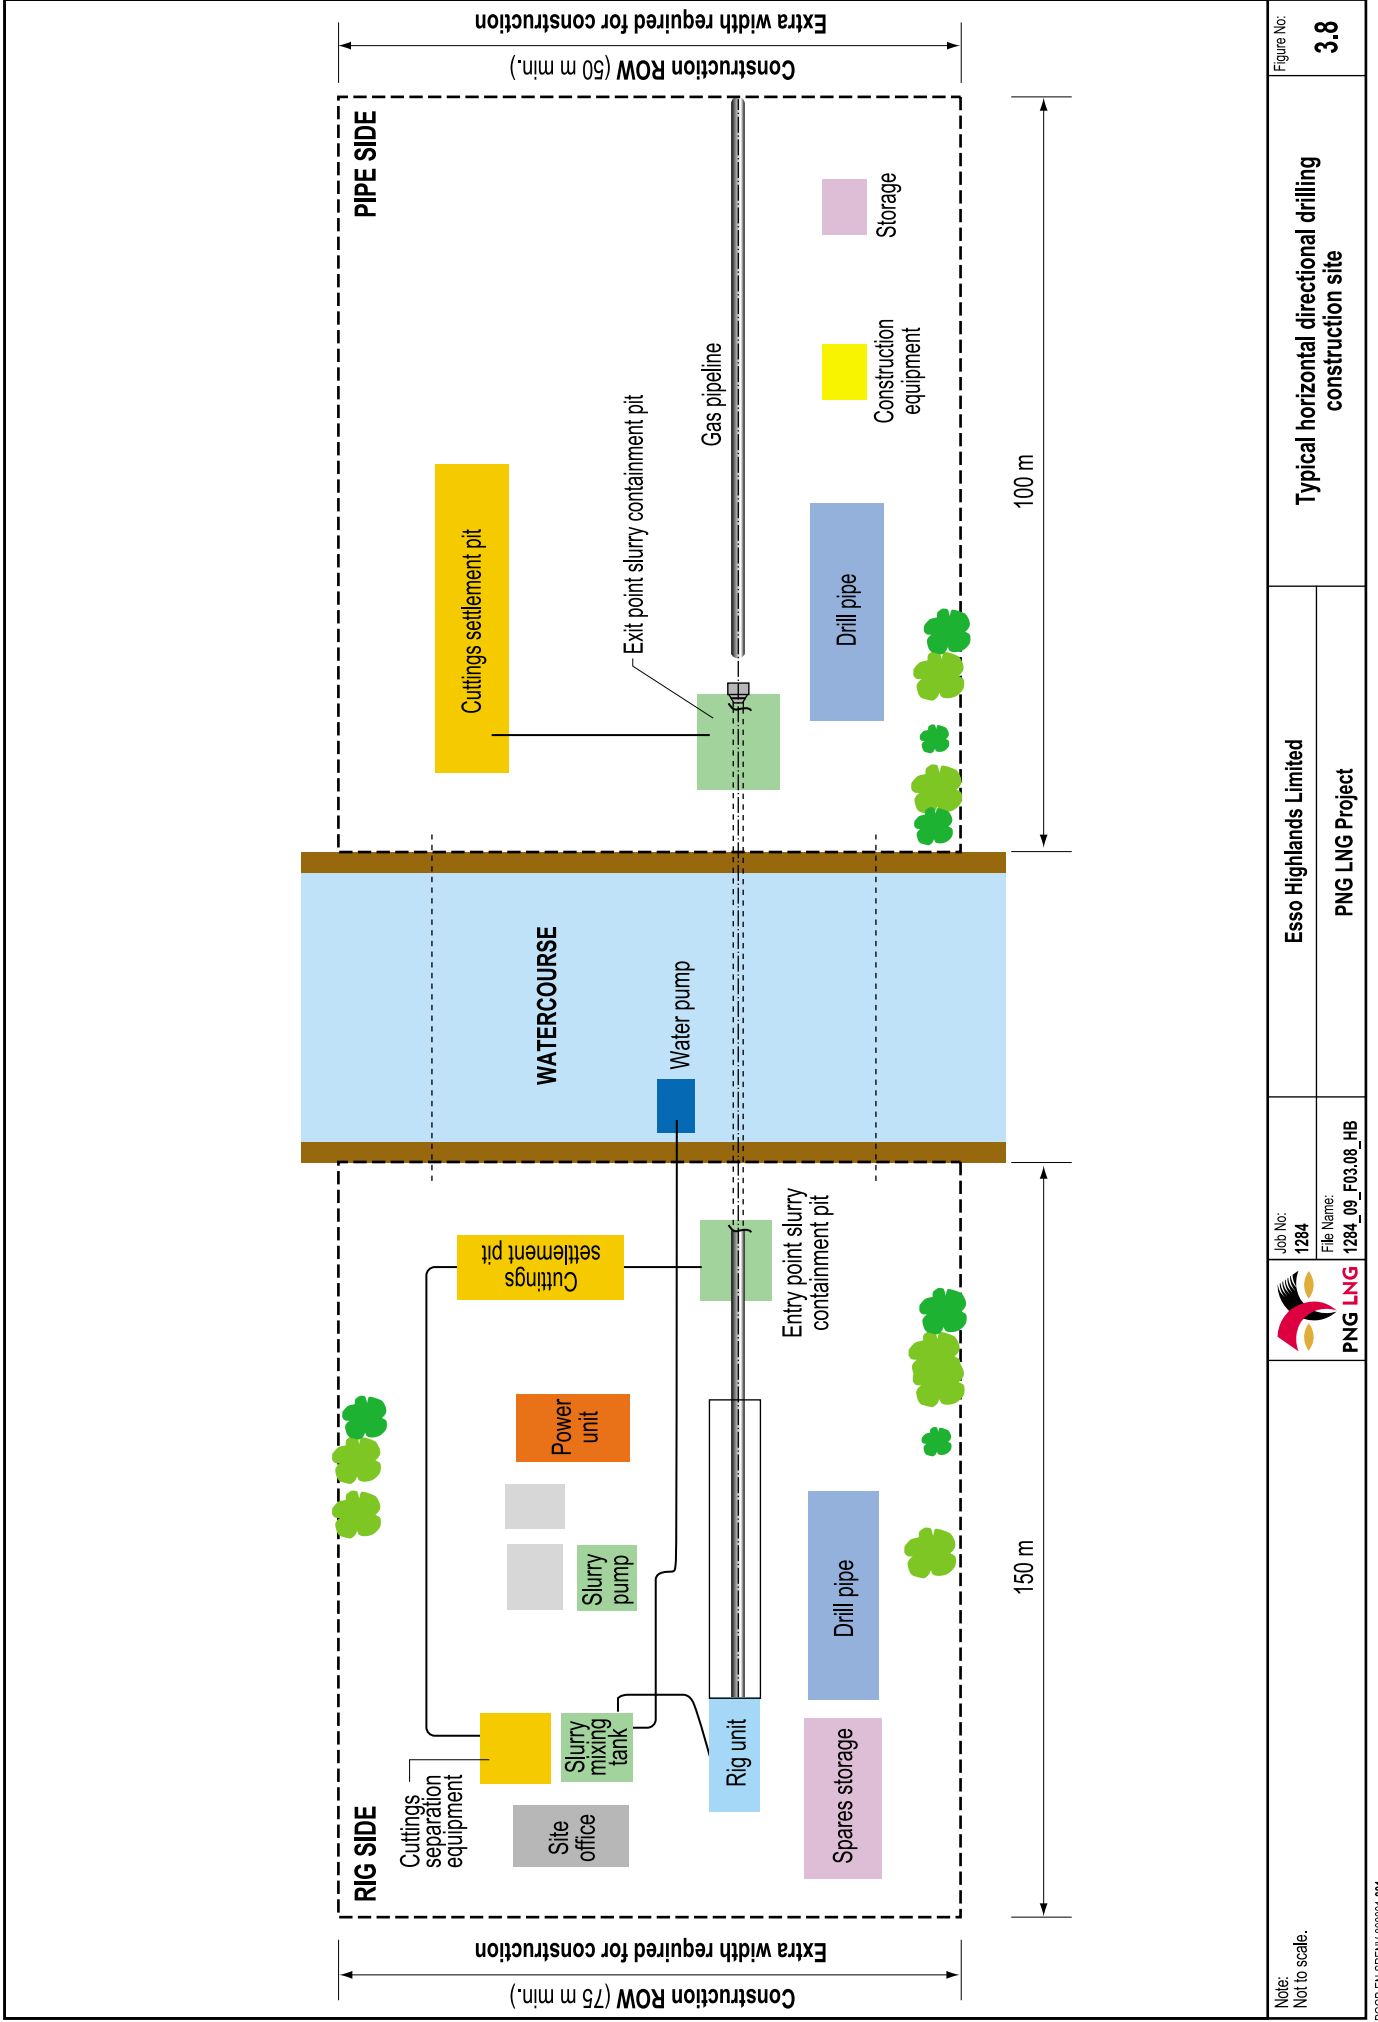 RIG SIDE
PIPE SIDE
Construction ROW (75 m min.)
Extra width required for construction
Cuttings
separation
equipment
Site
office
Slurry
mixing
tank
Slurry
pump
Power
unit
Cuttings
settlement pit
Rig unit
Spares storage
Drill pipe
Entry point slurry
containment pit
150 m
WATERCOURSE
Water pump
Cuttings settlement pit
Exit point slurry containment pit
Gas pipeline
Drill pipe
Construction
equipment
Storage
100 m
Extra width required for construction
Construction ROW (50 m min.)
Note:
Not to scale.
PNG LNG
Job No:
1284
File Name:
1284_09_F03.08_HB
Esso Highlands Limited
PNG LNG Project
Typical horizontal directional drilling
construction site
Figure No:
3.8